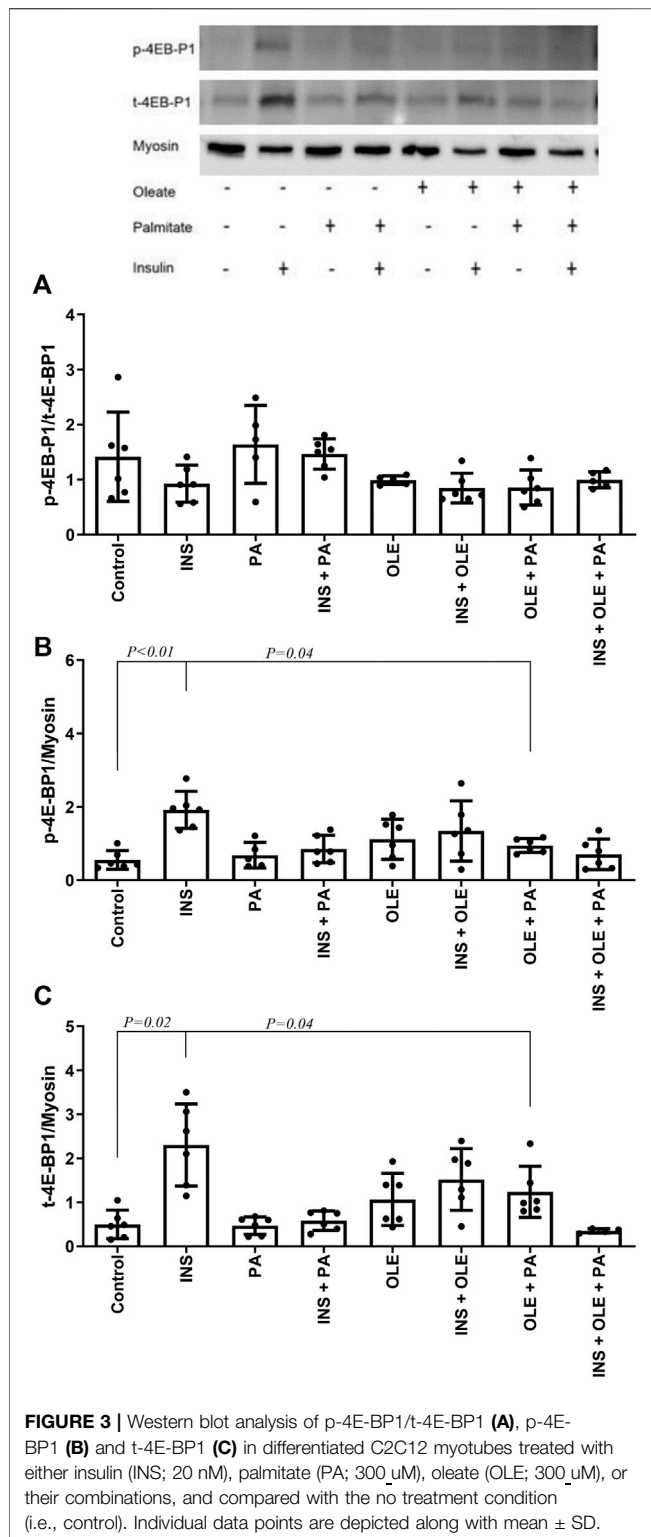 p-4EB-P1
t-4EB-P1
Myosin
Oleate - - - - + + + +
Palmitate - - + + - - + +
Insulin - + - + - + - +
A
p-4EB-P1/t-4E-BP1
4
3
2
1
0
Control INS PA INS + PA OLE INS + OLE OLE + PA INS + OLE + PA
B
p-4E-BP1/Myosin
P<0.01 P=0.04
6
4
2
0
Control INS PA INS + PA OLE INS + OLE OLE + PA INS + OLE + PA
C
t-4E-BP1/Myosin
P=0.02 P=0.04
5
4
3
2
1
0
Control INS PA INS + PA OLE INS + OLE OLE + PA INS + OLE + PA
FIGURE 3 | Western blot analysis of p-4E-BP1/t-4E-BP1 (A), p-4E-
BP1 (B) and t-4E-BP1 (C) in differentiated C2C12 myotubes treated with
either insulin (INS; 20 nM), palmitate (PA; 300 uM), oleate (OLE; 300 uM), or
their combinations, and compared with the no treatment condition
(i.e., control). Individual data points are depicted along with mean ± SD.